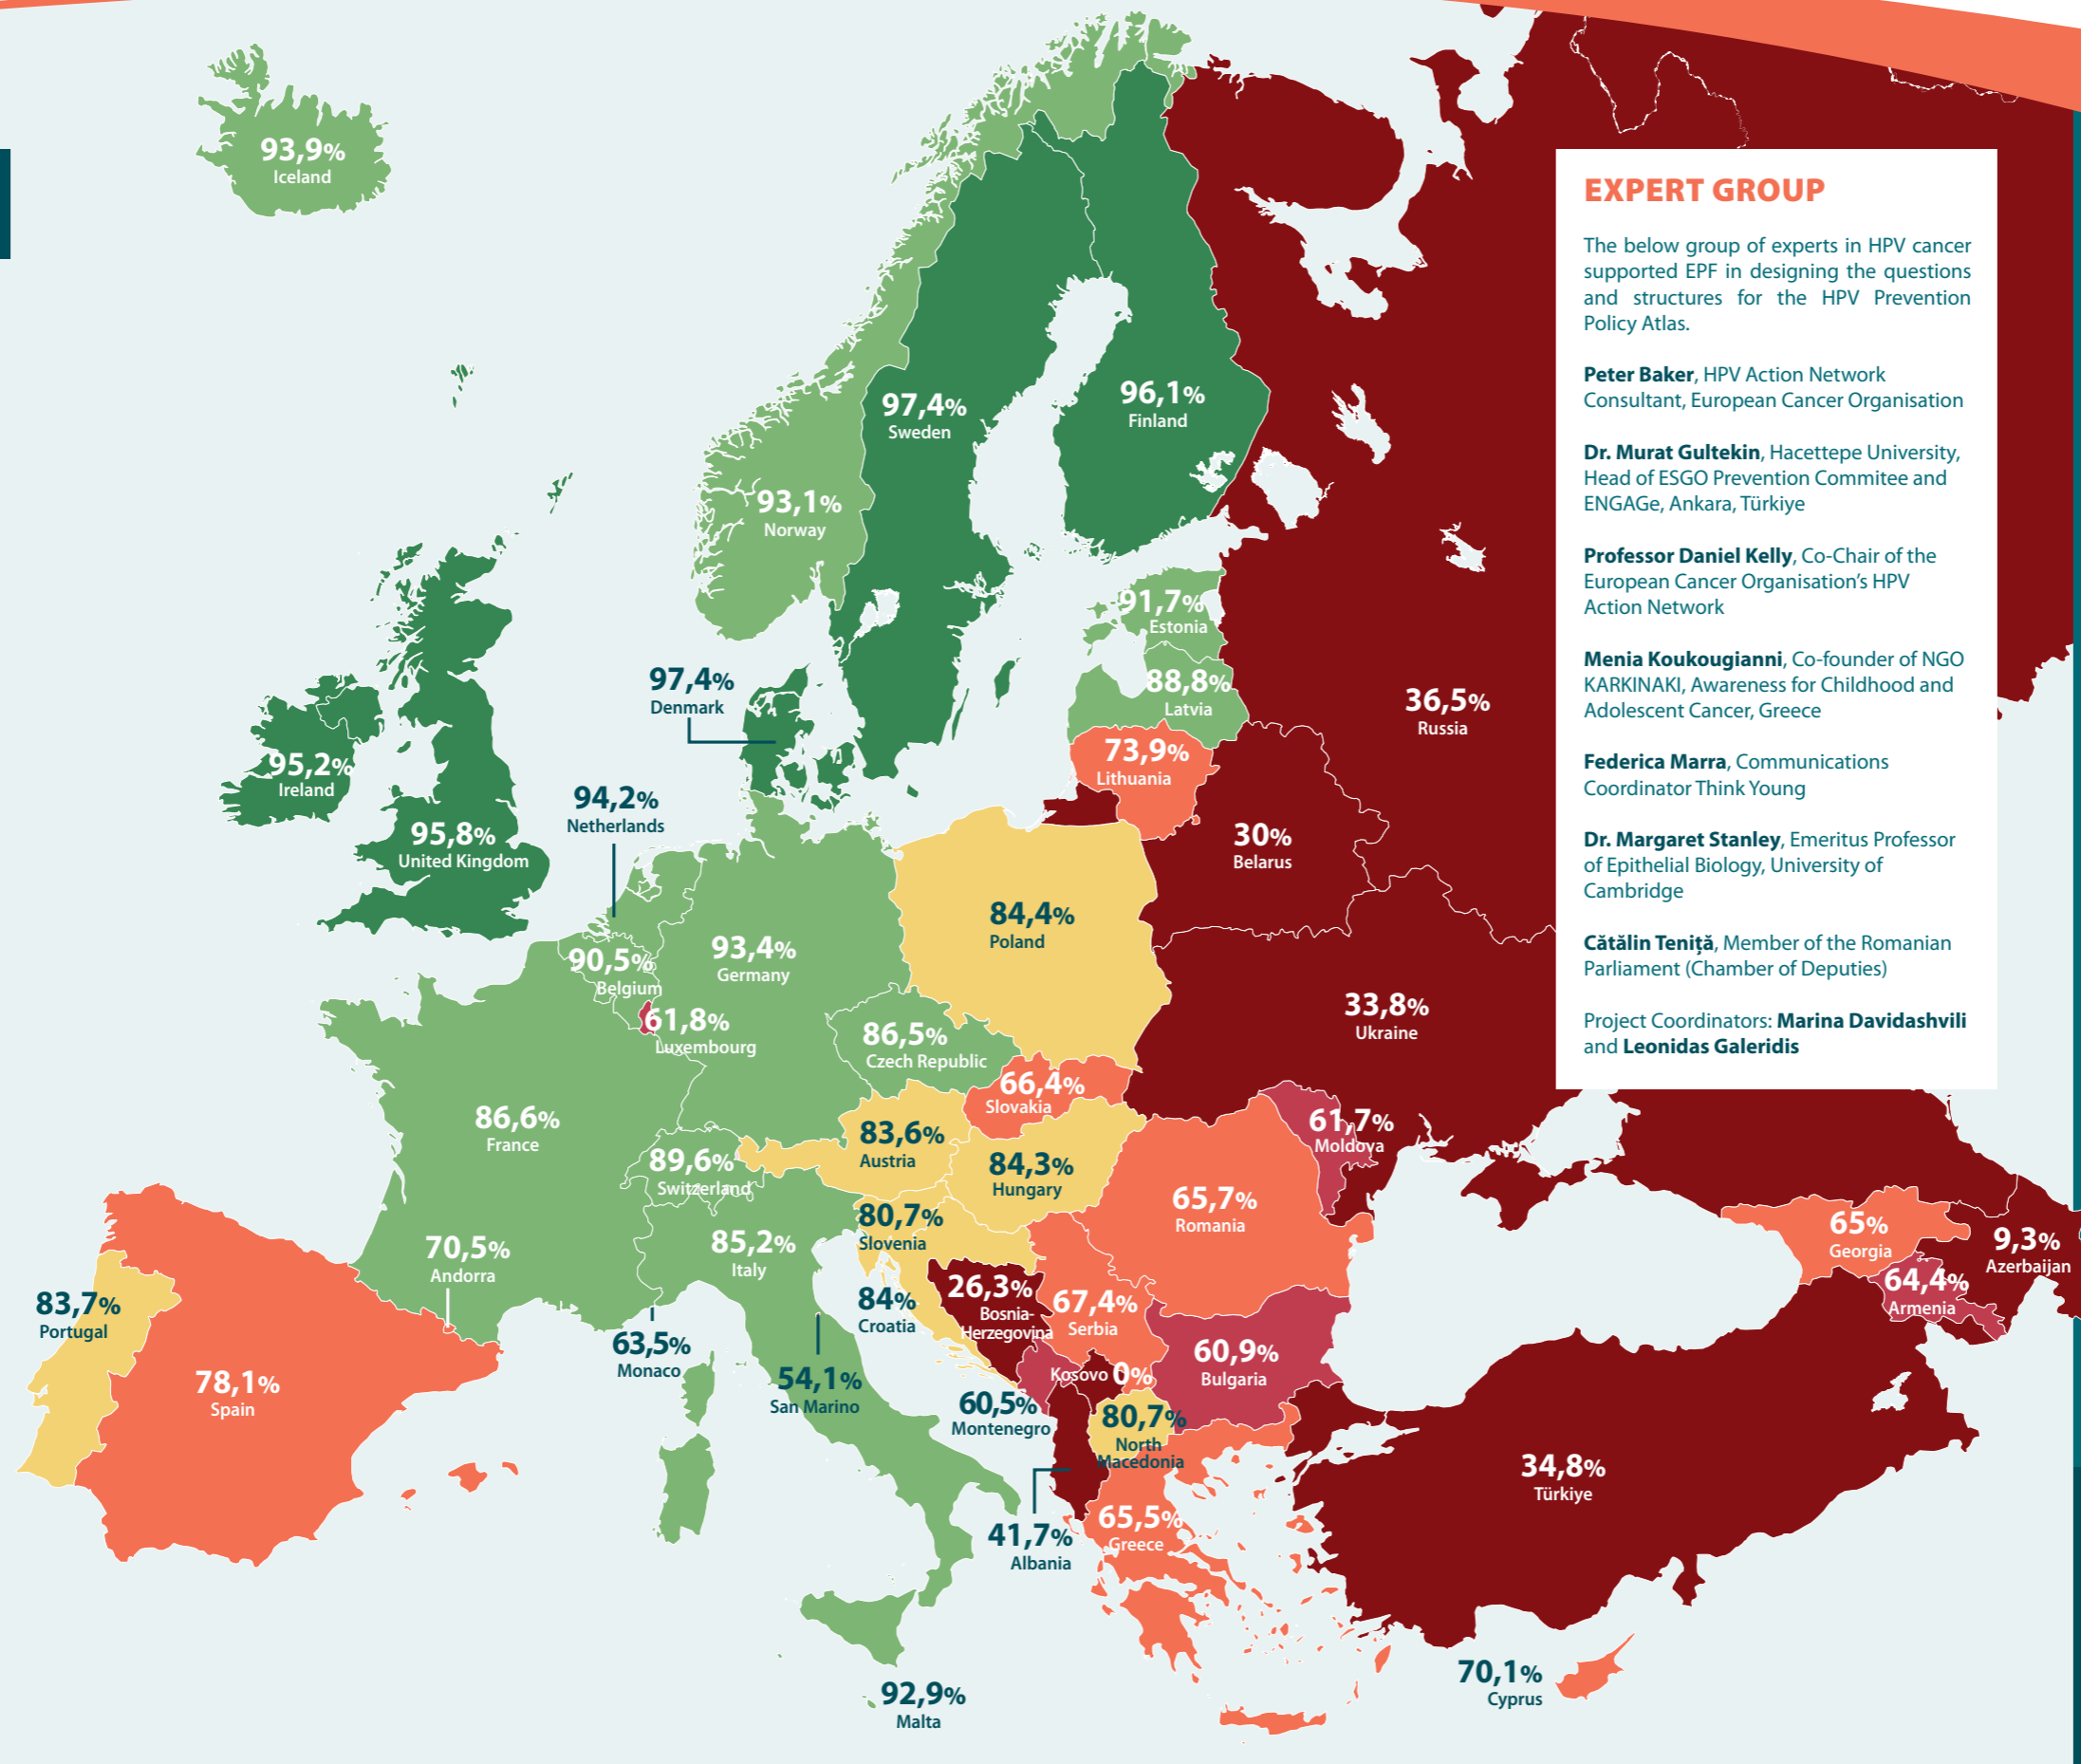 93,9%
Iceland
97,4%
Sweden
96,1%
Finland
93,1%
Norway
91,7%
Estonia
88,8%
Latvia
97,4%
Denmark
73,9%
Lithuania
36,5%
Russia
95,2%
Ireland
95,8%
United Kingdom
94,2%
Netherlands
30%
Belarus
84,4%
Poland
90,5%
Belgium
93,4%
Germany
61,8%
Luxembourg
86,5%
Czech Republic
33,8%
Ukraine
66,4%
Slovakia
86,6%
France
89,6%
Switzerland
83,6%
Austria
84,3%
Hungary
61,7%
Moldova
65,7%
Romania
80,7%
Slovenia
85,2%
Italy
70,5%
Andorra
83,7%
Portugal
78,1%
Spain
63,5%
Monaco
54,1%
San Marino
84%
Croatia
26,3%
Bosnia-
Herzegovina
67,4%
Serbia
60,9%
Bulgaria
Kosovo 0%
60,5%
Montenegro
80,7%
North
Macedonia
41,7%
Albania
65,5%
Greece
65%
Georgia
9,3%
Azerbaijan
64,4%
Armenia
34,8%
Türkiye
70,1%
Cyprus
92,9%
Malta
EXPERT GROUP
The below group of experts in HPV cancer
supported EPF in designing the questions
and structures for the HPV Prevention
Policy Atlas.
Peter Baker, HPV Action Network
Consultant, European Cancer Organisation
Dr. Murat Gultekin, Hacettepe University,
Head of ESGO Prevention Commitee and
ENGAGe, Ankara, Türkiye
Professor Daniel Kelly, Co-Chair of the
European Cancer Organisation's HPV
Action Network
Menia Koukougianni, Co-founder of NGO
KARKINAKI, Awareness for Childhood and
Adolescent Cancer, Greece
Federica Marra, Communications
Coordinator Think Young
Dr. Margaret Stanley, Emeritus Professor
of Epithelial Biology, University of
Cambridge
Cătălin Teniță, Member of the Romanian
Parliament (Chamber of Deputies)
Project Coordinators: Marina Davidashvili
and Leonidas Galeridis